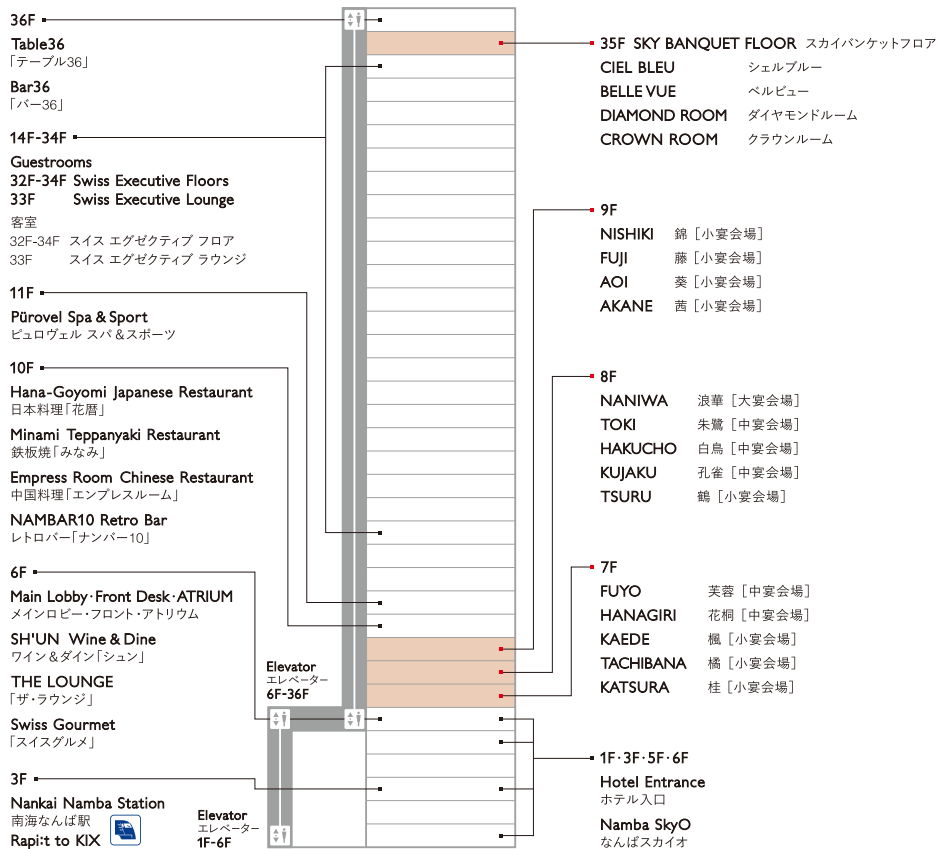 36F
Table36
「テーブル36」
Bar36
「バー36」
14F-34F
Guestrooms
32F-34F Swiss Executive Floors
33F Swiss Executive Lounge
客室
32F-34F スイス エグゼクティブ フロア
33F スイス エグゼクティブ ラウンジ
11F
Pürovel Spa & Sport
ピュロヴェル スパ & スポーツ
10F
Hana-Goyomi Japanese Restaurant
日本料理「花暦」
Minami Teppanyaki Restaurant
鉄板焼「みなみ」
Empress Room Chinese Restaurant
中国料理「エンプレスルーム」
NAMBAR10 Retro Bar
レトロバー「ナンバー10」
6F
Main Lobby・Front Desk・ATRIUM
メインロビー・フロント・アトリウム
SH'UN Wine & Dine
ワイン&ダイン「シュン」
THE LOUNGE
「ザ・ラウンジ」
Swiss Gourmet
「スイスグルメ」
3F
Nankai Namba Station
南海なんば駅
Rapi:t to KIX
Elevator
エレベーター
6F-36F
Elevator
エレベーター
1F-6F
35F SKY BANQUET FLOOR スカイバンケットフロア
CIEL BLEU シェルブルー
BELLE VUE ベルビュー
DIAMOND ROOM ダイヤモンドルーム
CROWN ROOM クラウンルーム
9F
NISHIKI 錦 [小宴会場]
FUJI 藤 [小宴会場]
AOI 葵 [小宴会場]
AKANE 茜 [小宴会場]
8F
NANIWA 浪華 [大宴会場]
TOKI 朱鷺 [中宴会場]
HAKUCHO 白鳥 [中宴会場]
KUJAKU 孔雀 [中宴会場]
TSURU 鶴 [小宴会場]
7F
FUYO 芙蓉 [中宴会場]
HANAGIRI 花桐 [中宴会場]
KAEDE 楓 [小宴会場]
TACHIBANA 橘 [小宴会場]
KATSURA 桂 [小宴会場]
1F・3F・5F・6F
Hotel Entrance
ホテル入口
Namba SkyO
なんばスカイオ